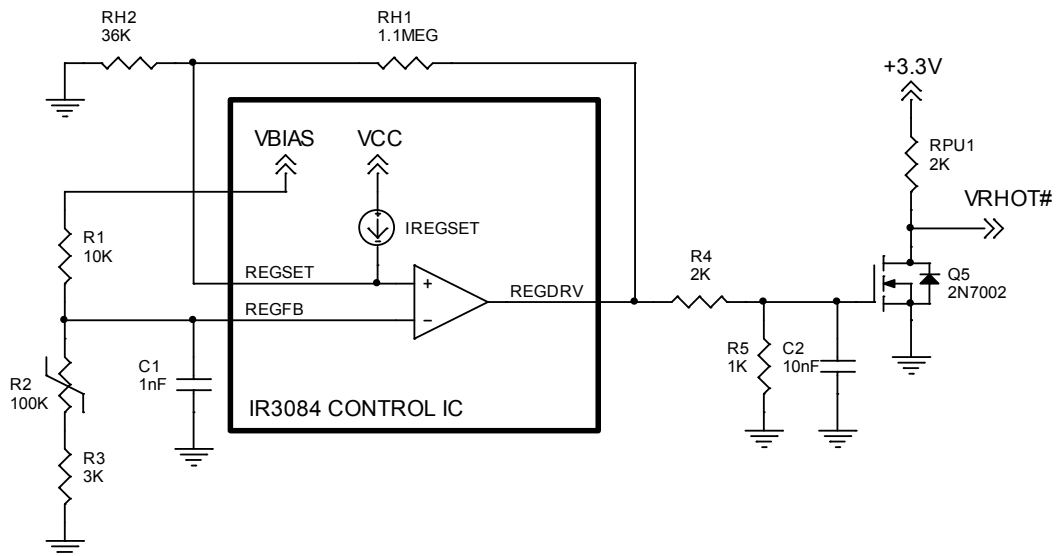 RH2
36K
RH1
1.1MEG
+3.3V
VBIAS
VCC
RPU1
2K
VRHOT#
IREGSET
R1
10K
REGSET
+
R4
2K
Q5
2N7002
REGDRV
REGFB
−
C1
1nF
R5
1K
C2
10nF
R2
100K
IR3084 CONTROL IC
R3
3K